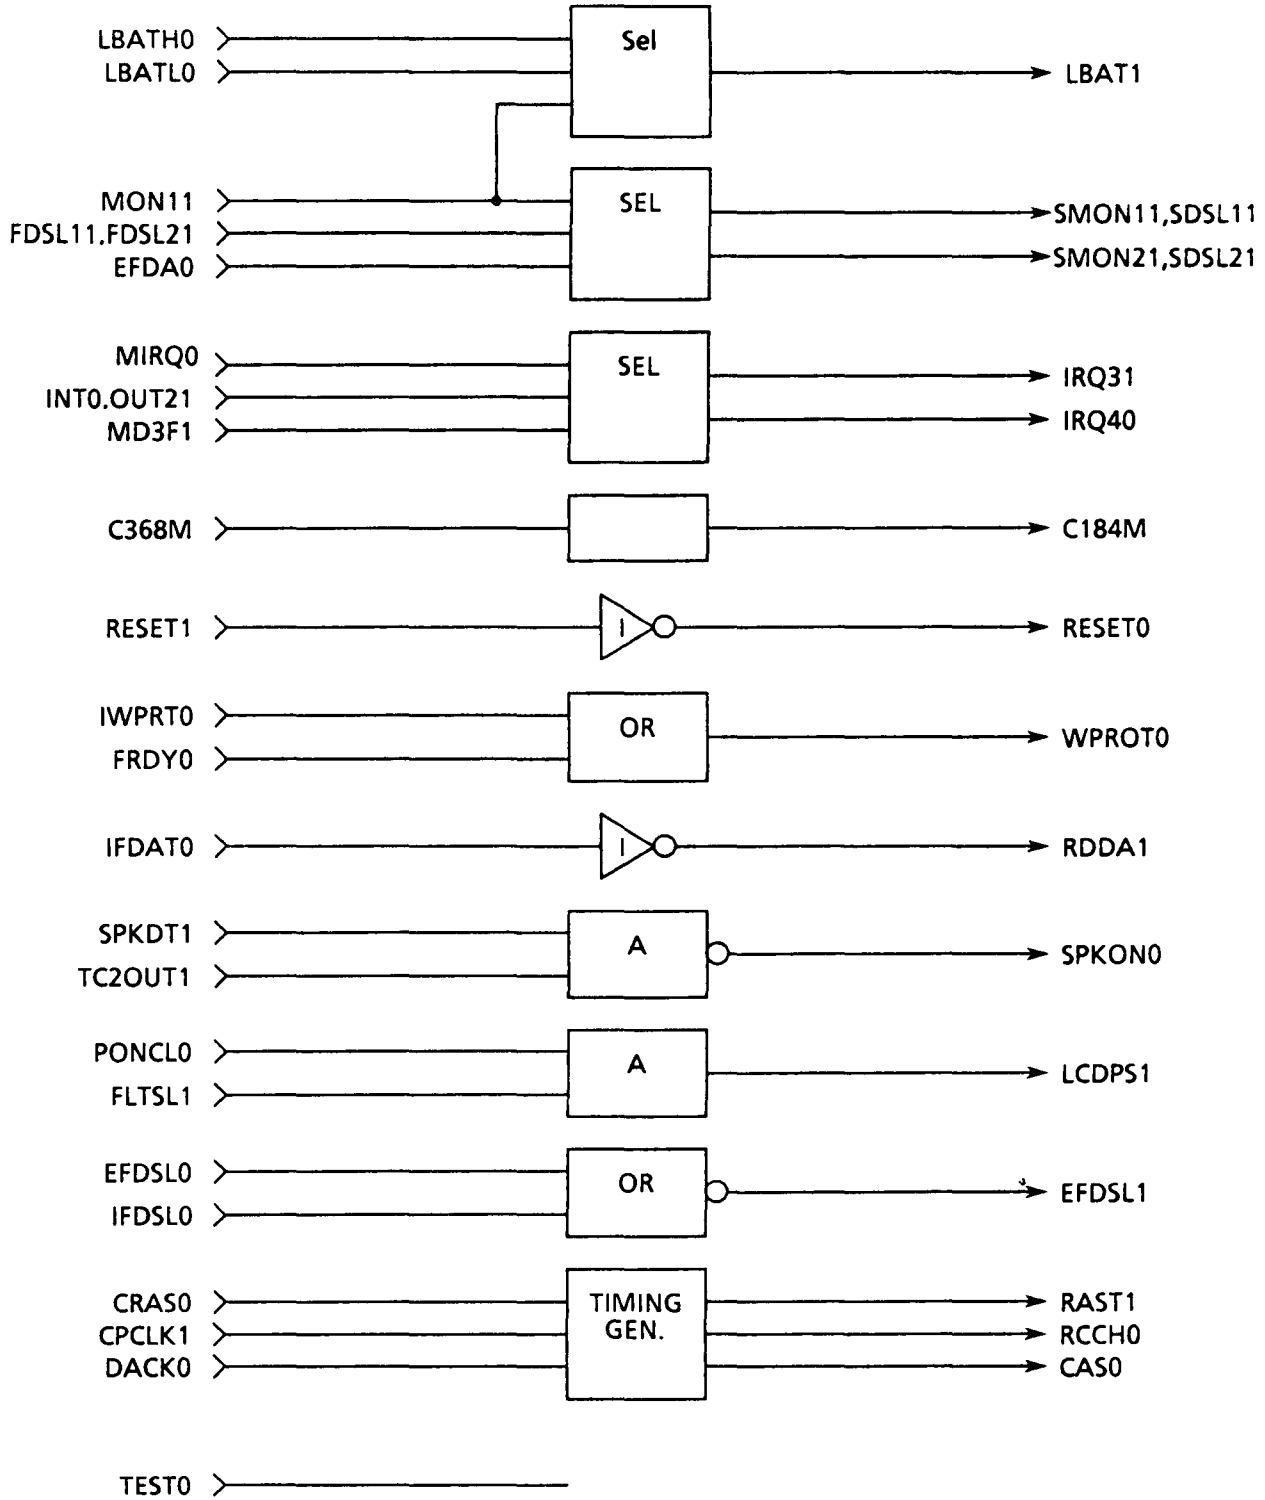 LBATH0
LBATL0
Sel
LBAT1
MON11
FDSL11.FDSL21
EFDA0
SEL
SMON11,SDSL11
SMON21,SDSL21
MIRQ0
INT0.OUT21
MD3F1
SEL
IRQ31
IRQ40
C368M
C184M
RESET1
I
RESET0
IWPRT0
FRDY0
OR
WPROT0
IFDAT0
I
RDDA1
SPKDT1
TC2OUT1
A
SPKON0
PONCL0
FLTSL1
A
LCDPS1
EFDSL0
IFDSL0
OR
EFDSL1
CRAS0
CPCLK1
DACK0
TIMING
GEN.
RAST1
RCCH0
CAS0
TEST0